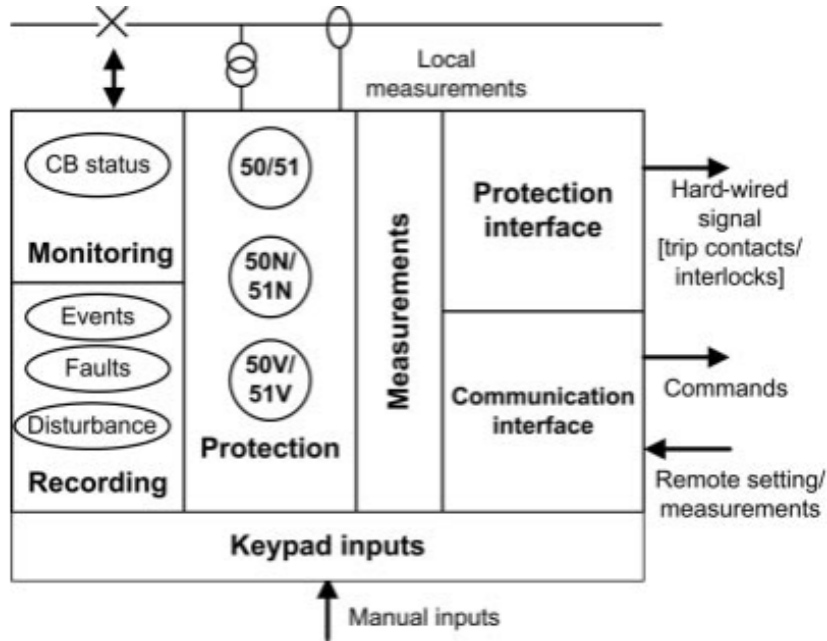 Local
measurements
CB status
Monitoring
Events
Faults
Disturbance
Recording
50/51
50N/
51N
50V/
51V
Protection
Measurements
Protection
interface
Communication
interface
Hard-wired
signal
[trip contacts/
interlocks]
Commands
Remote setting/
measurements
Keypad inputs
Manual inputs